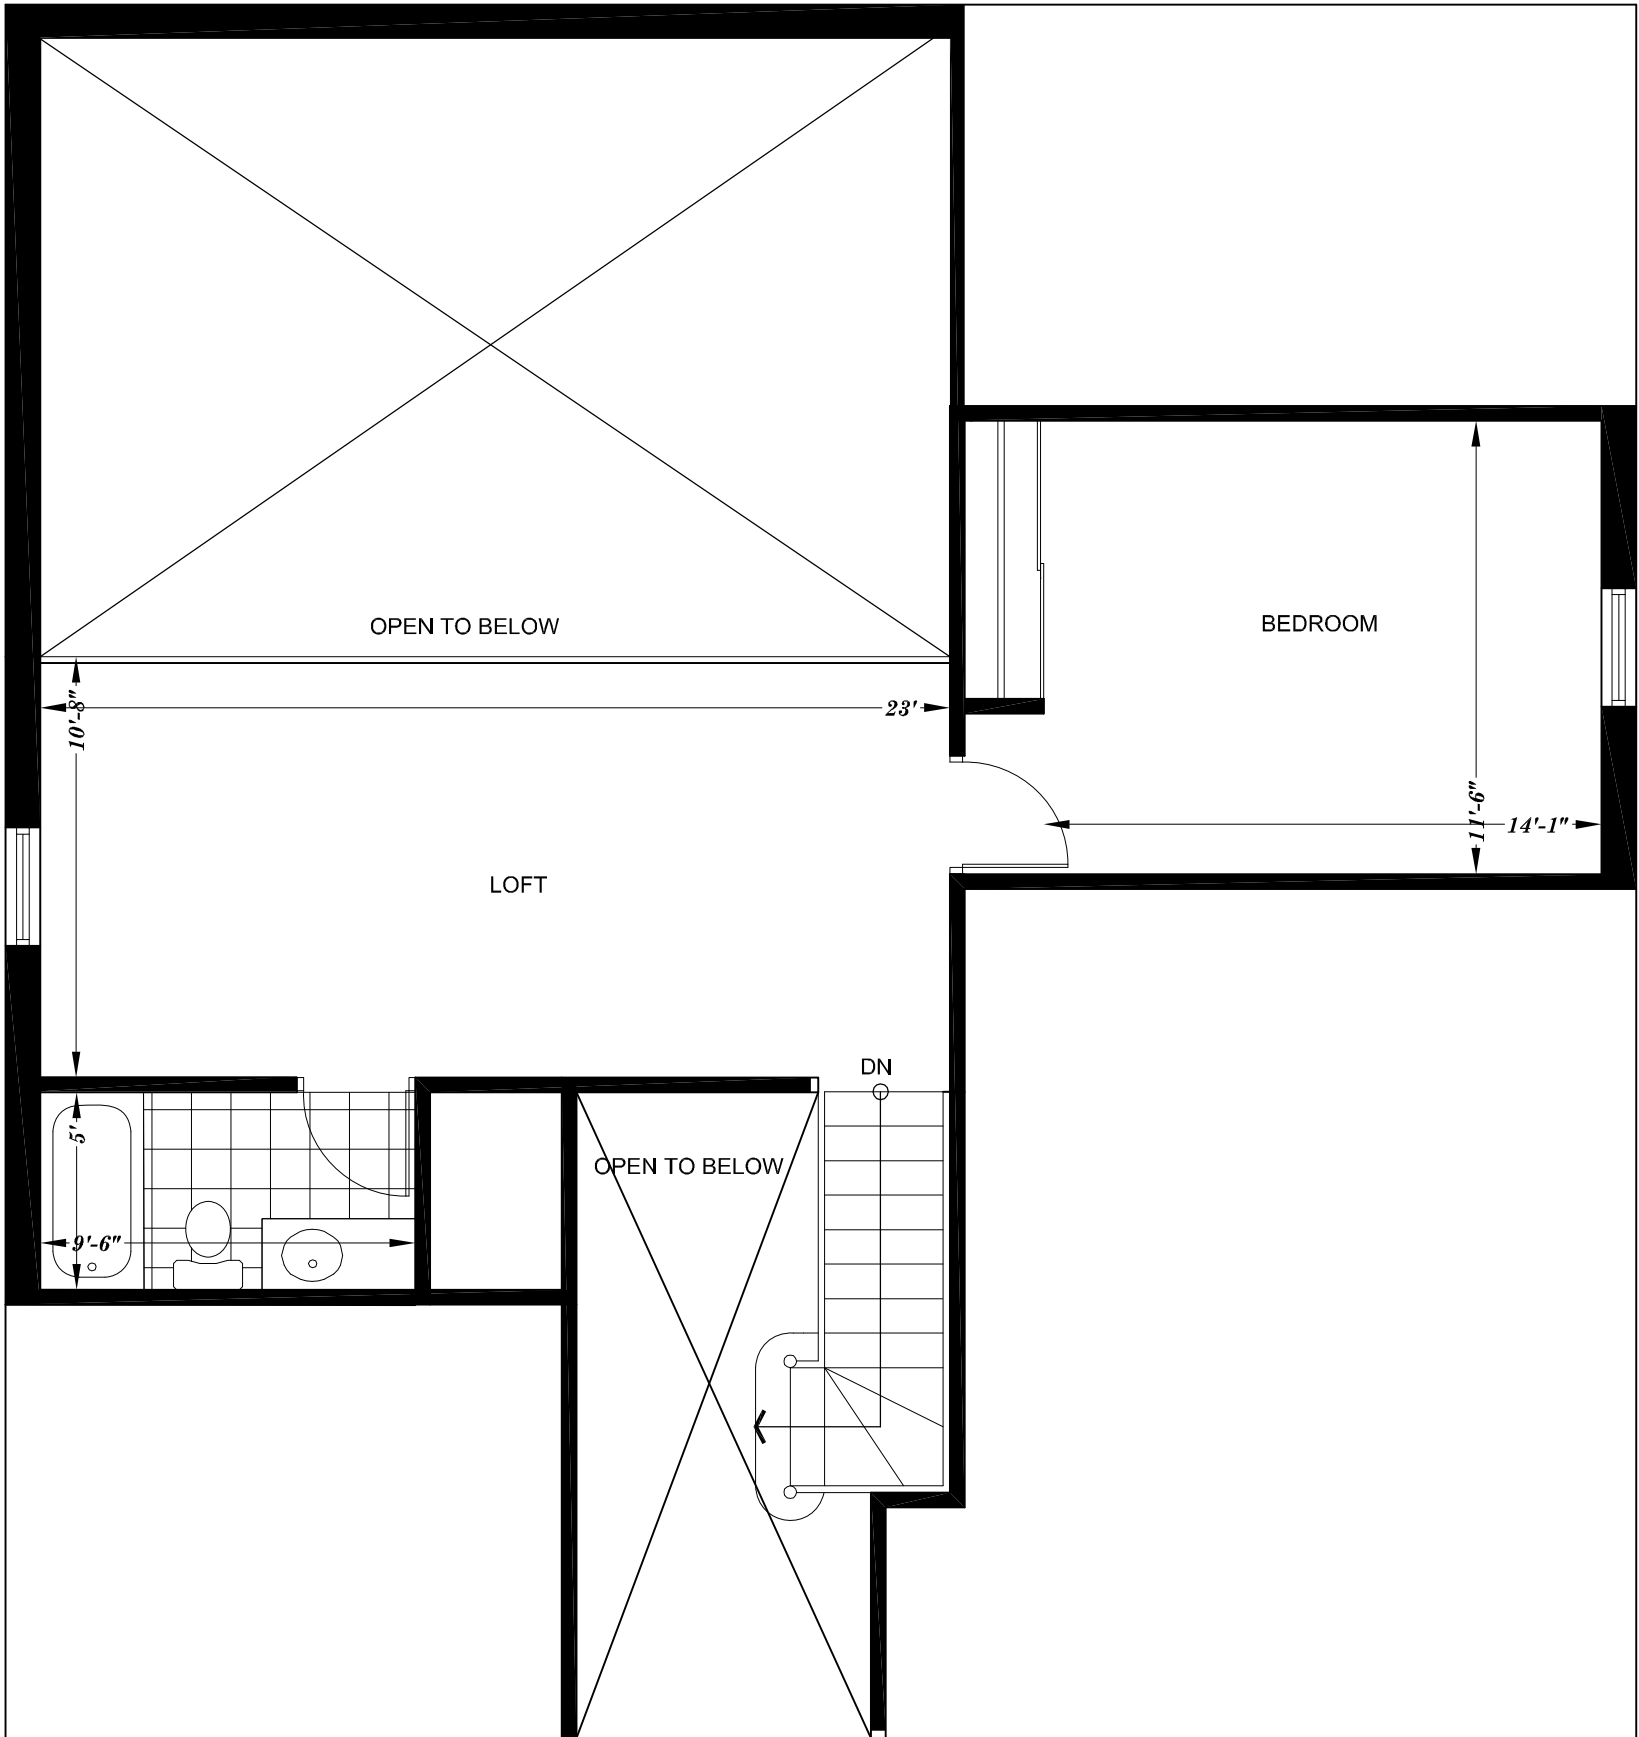 OPEN TO BELOW
BEDROOM
10'-8"
23'
11'-6"
14'-1"
LOFT
DN
5'
OPEN TO BELOW
9'-6"